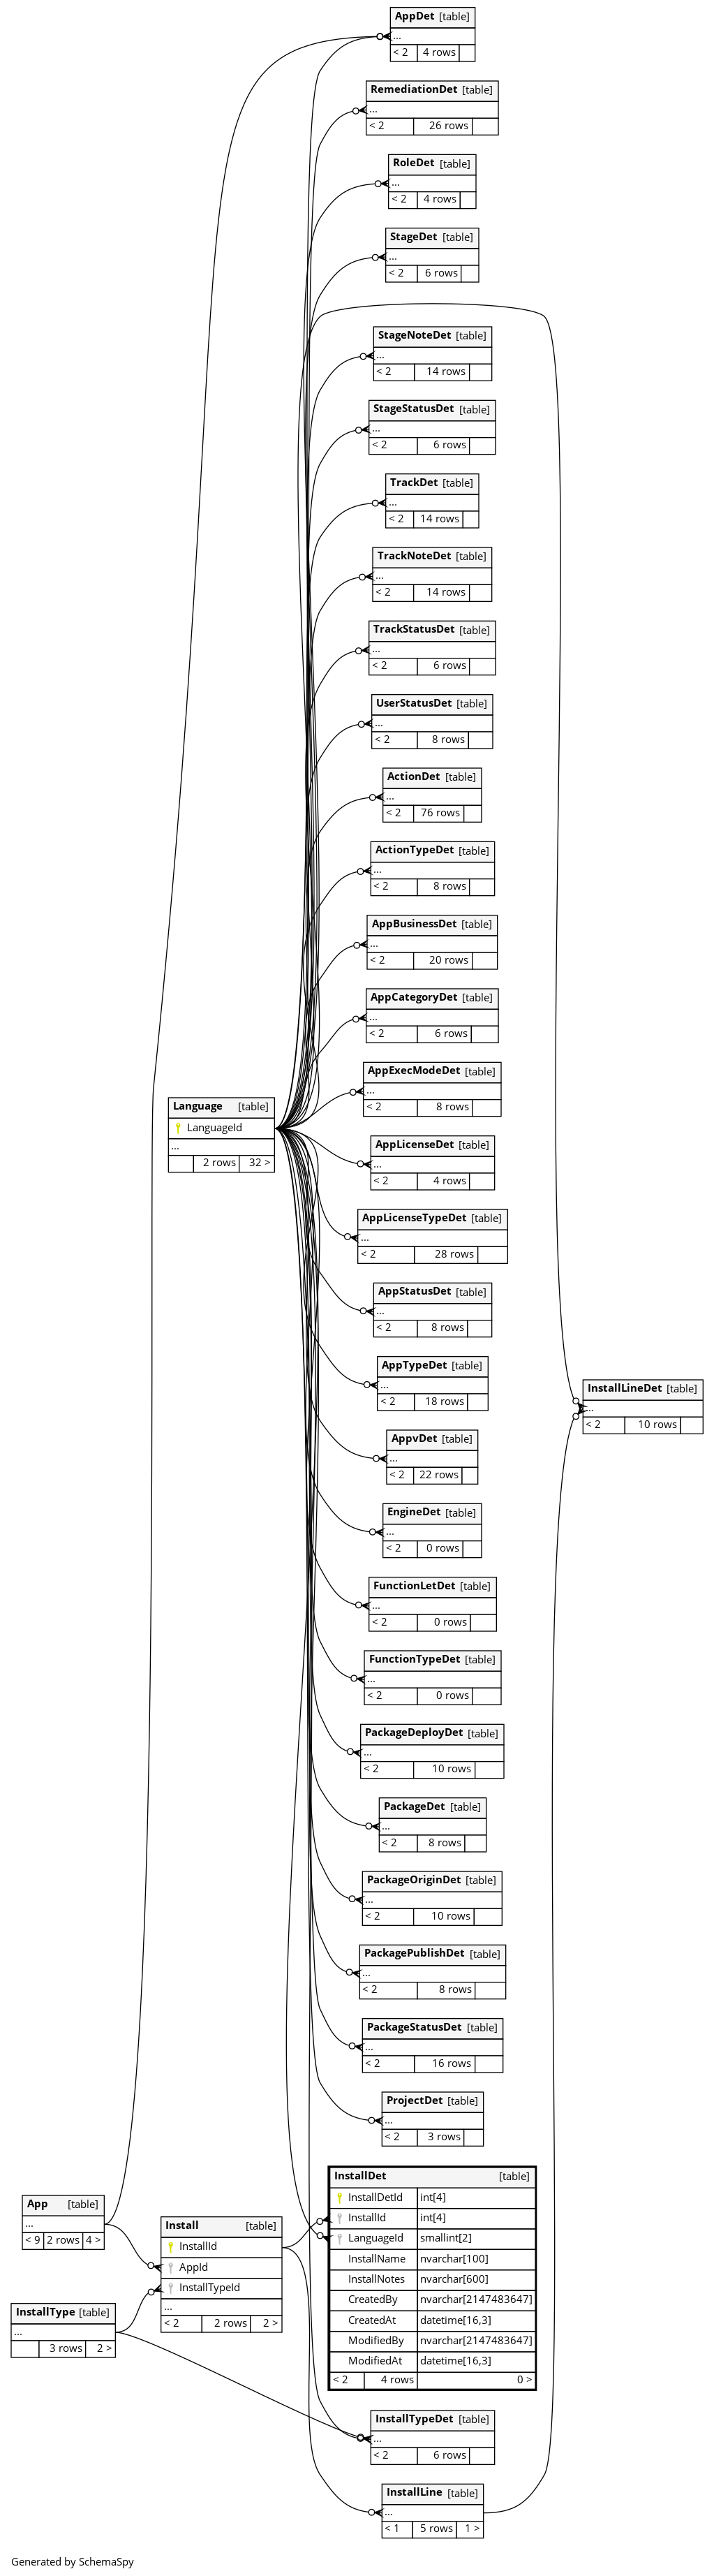 AppDet [table]
...
< 2 4 rows
RemediationDet [table]
...
< 2 26 rows
RoleDet [table]
...
< 2 4 rows
StageDet [table]
...
< 2 6 rows
StageNoteDet [table]
...
< 2 14 rows
StageStatusDet [table]
...
< 2 6 rows
TrackDet [table]
...
< 2 14 rows
TrackNoteDet [table]
...
< 2 14 rows
TrackStatusDet [table]
...
< 2 6 rows
UserStatusDet [table]
...
< 2 8 rows
ActionDet [table]
...
< 2 76 rows
ActionTypeDet [table]
...
< 2 8 rows
AppBusinessDet [table]
...
< 2 20 rows
AppCategoryDet [table]
...
< 2 6 rows
AppExecModeDet [table]
...
< 2 8 rows
Language [table]
LanguageId
...
2 rows 32 >
AppLicenseDet [table]
...
< 2 4 rows
AppLicenseTypeDet [table]
...
< 2 28 rows
AppStatusDet [table]
...
< 2 8 rows
AppTypeDet [table]
...
< 2 18 rows
InstallLineDet [table]
...
< 2 10 rows
AppvDet [table]
...
< 2 22 rows
EngineDet [table]
...
< 2 0 rows
FunctionLetDet [table]
...
< 2 0 rows
FunctionTypeDet [table]
...
< 2 0 rows
PackageDeployDet [table]
...
< 2 10 rows
PackageDet [table]
...
< 2 8 rows
PackageOriginDet [table]
...
< 2 10 rows
PackagePublishDet [table]
...
< 2 8 rows
PackageStatusDet [table]
...
< 2 16 rows
ProjectDet [table]
...
< 2 3 rows
App [table]
...
< 9 2 rows 4 >
InstallType [table]
...
3 rows 2 >
Install [table]
InstallId
AppId
InstallTypeId
...
< 2 2 rows 2 >
InstallDet [table]
InstallDetId int[4]
InstallId int[4]
LanguageId smallint[2]
InstallName nvarchar[100]
InstallNotes nvarchar[600]
CreatedBy nvarchar[2147483647]
CreatedAt datetime[16,3]
ModifiedBy nvarchar[2147483647]
ModifiedAt datetime[16,3]
< 2 4 rows 0 >
InstallTypeDet [table]
...
< 2 6 rows
InstallLine [table]
...
< 1 5 rows 1 >
Generated by SchemaSpy